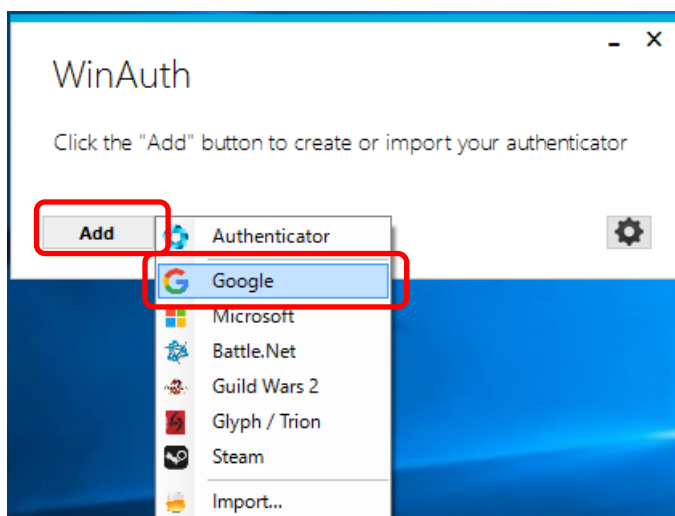 WinAuth
Click the "Add" button to create or import your authenticator
Add
Authenticator
Google
Microsoft
Battle.Net
Guild Wars 2
Glyph / Trion
Steam
Import...